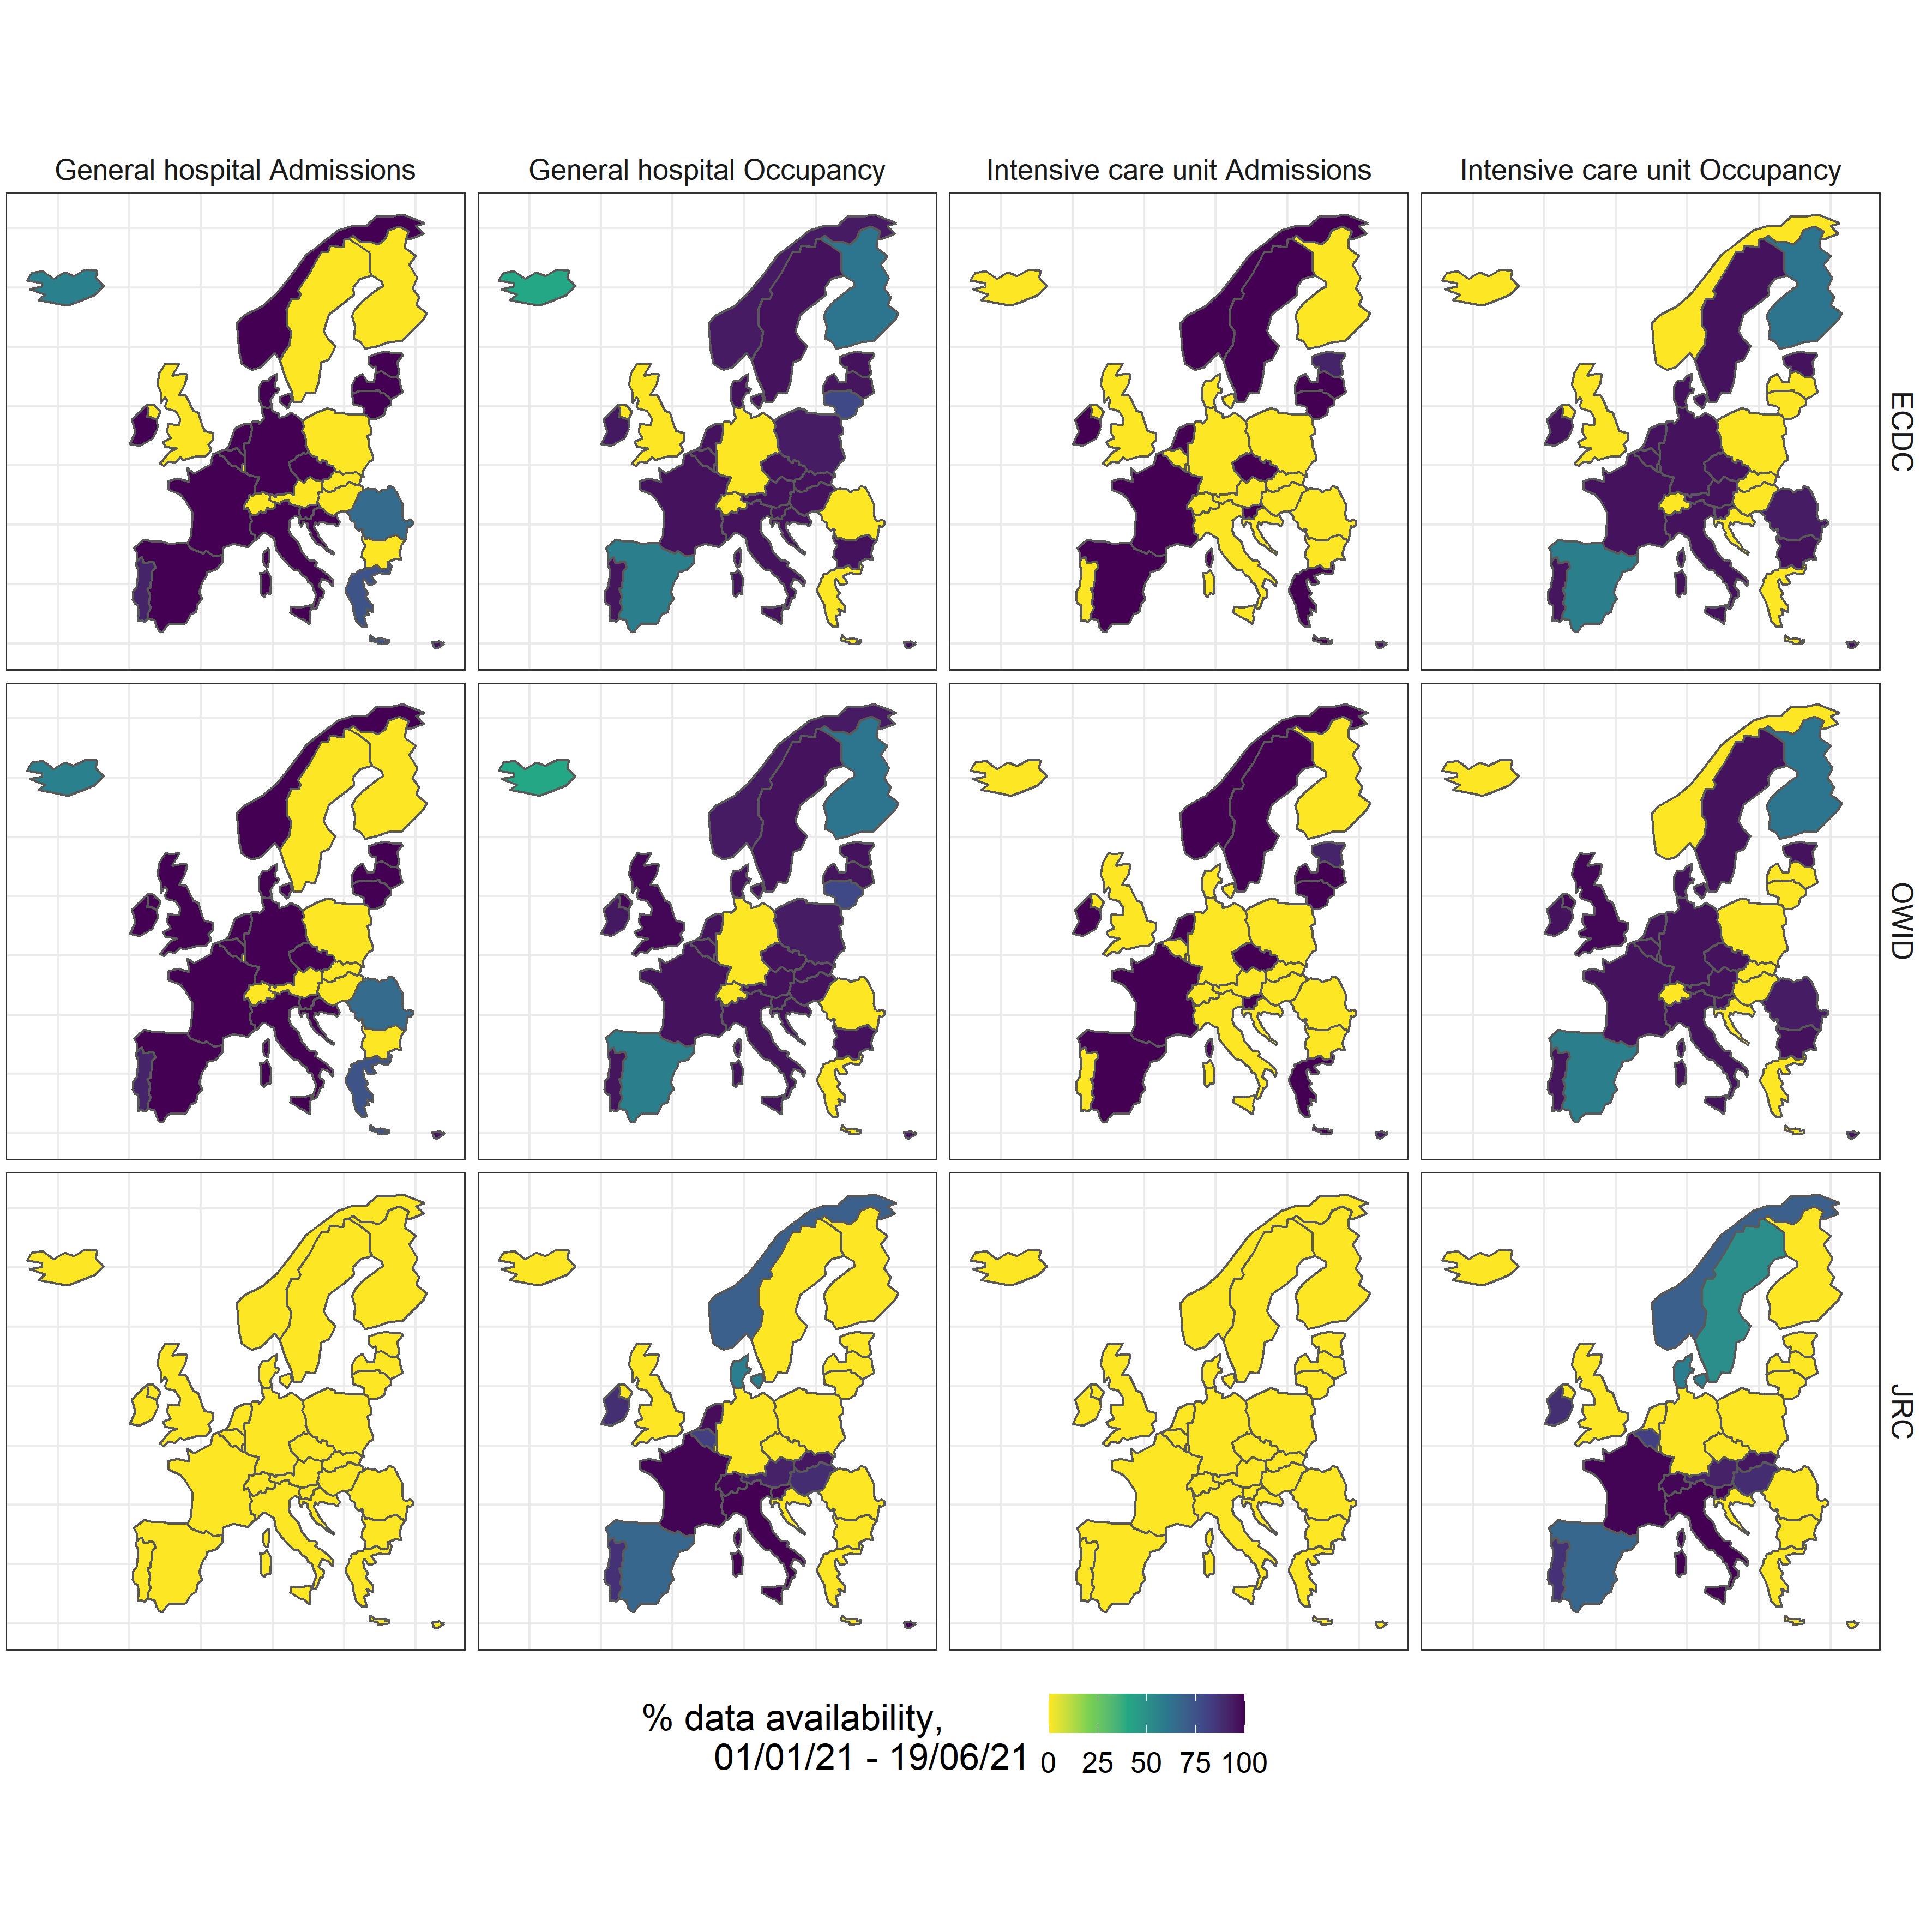 General hospital Admissions
General hospital Occupancy
Intensive care unit Admissions
Intensive care unit Occupancy
ECDC
OWID
JRC
% data availability,
01/01/21 - 19/06/21
0 25 50 75 100